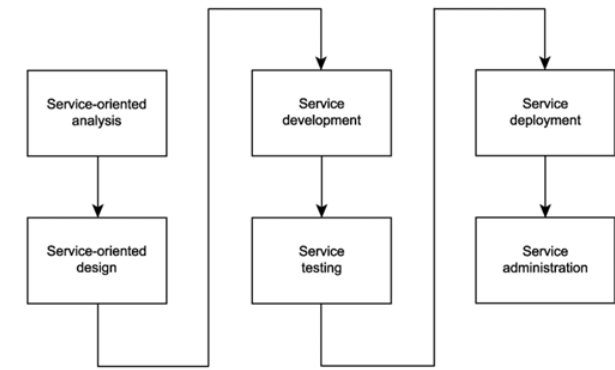 Service-oriented
analysis
Service-oriented
design
Service
development
Service
testing
Service
deployment
Service
administration